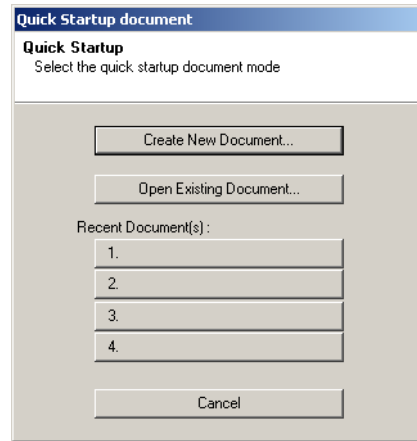 Quick Startup document
Quick Startup
Select the quick startup document mode
Create New Document...
Open Existing Document...
Recent Document(s) :
1.
2.
3.
4.
Cancel